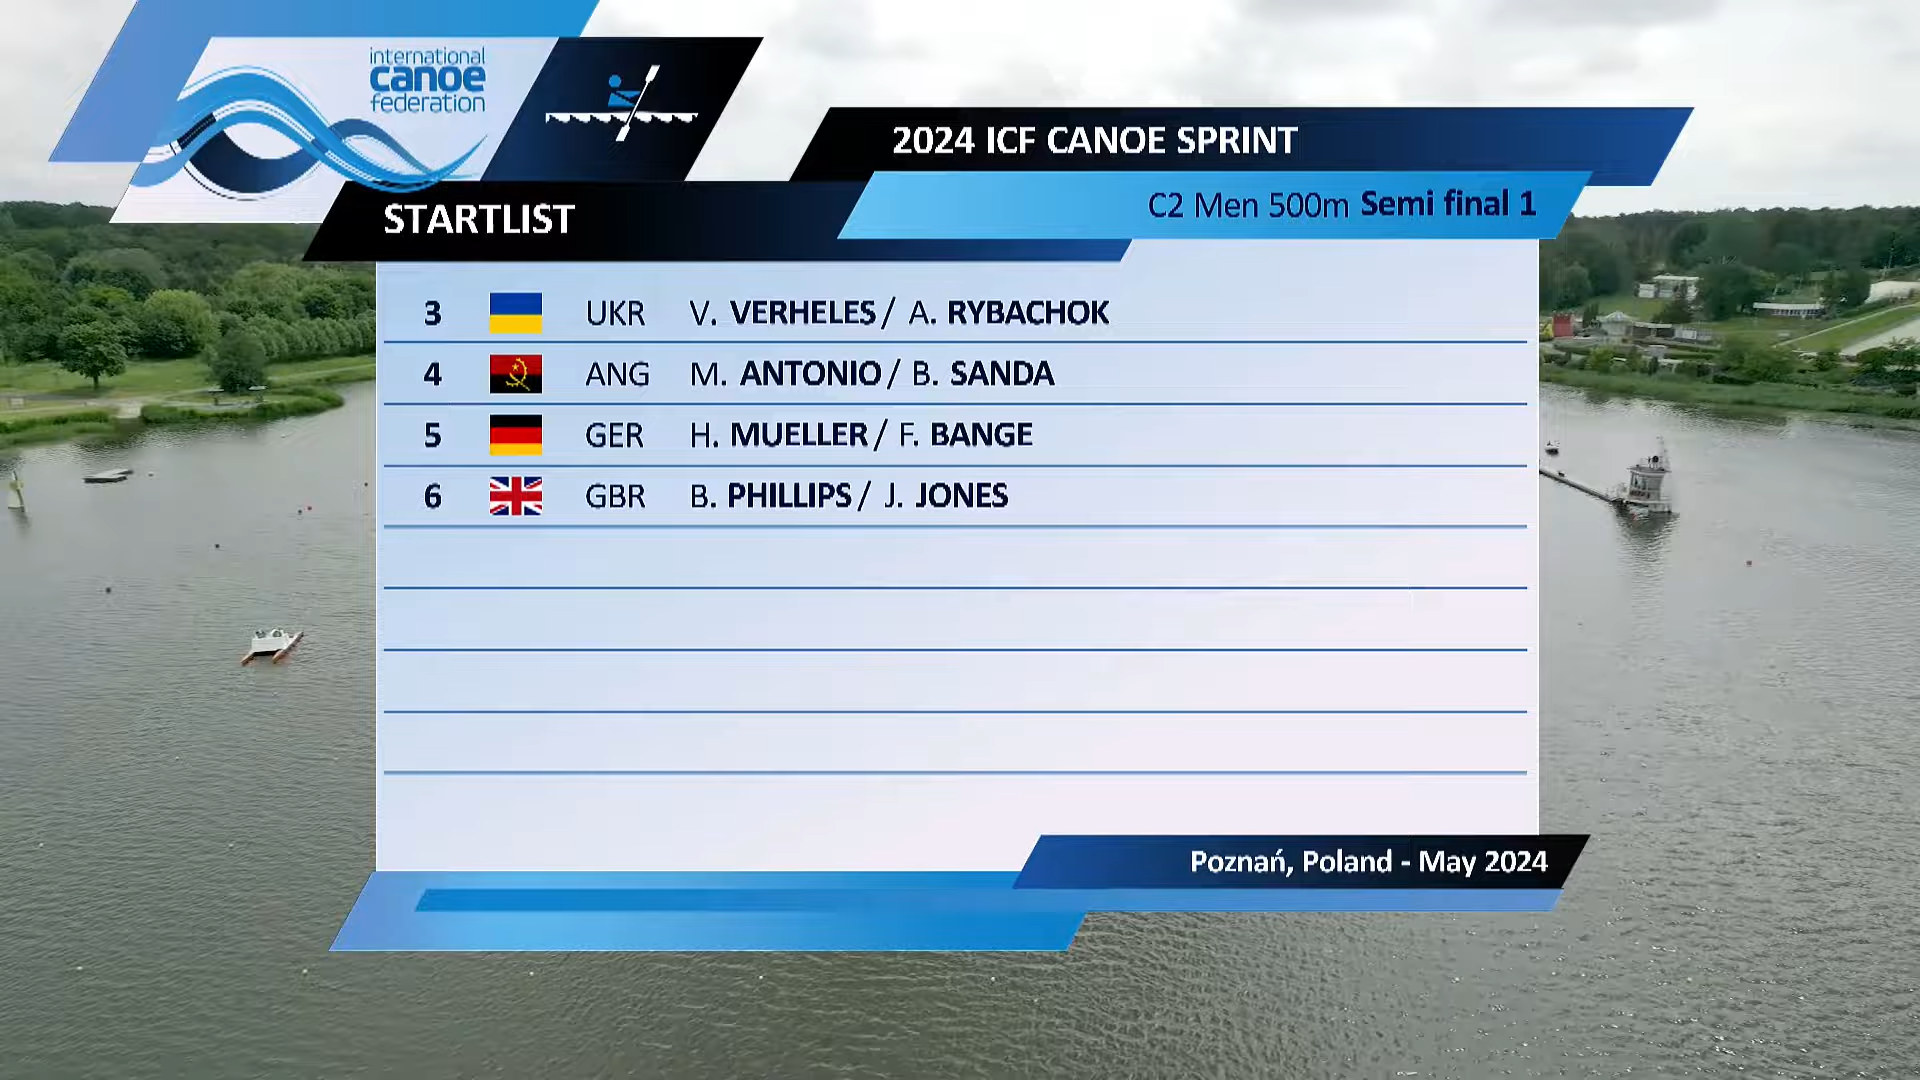 international
canoe
federation
2024 ICF CANOE SPRINT
C2 Men 500m Semi final 1
STARTLIST
3 UKR V. VERHELES / A. RYBACHOK
4 ANG M. ANTONIO / B. SANDA
5 GER H. MUELLER / F. BANGE
6 GBR B. PHILLIPS / J. JONES
Poznań, Poland - May 2024